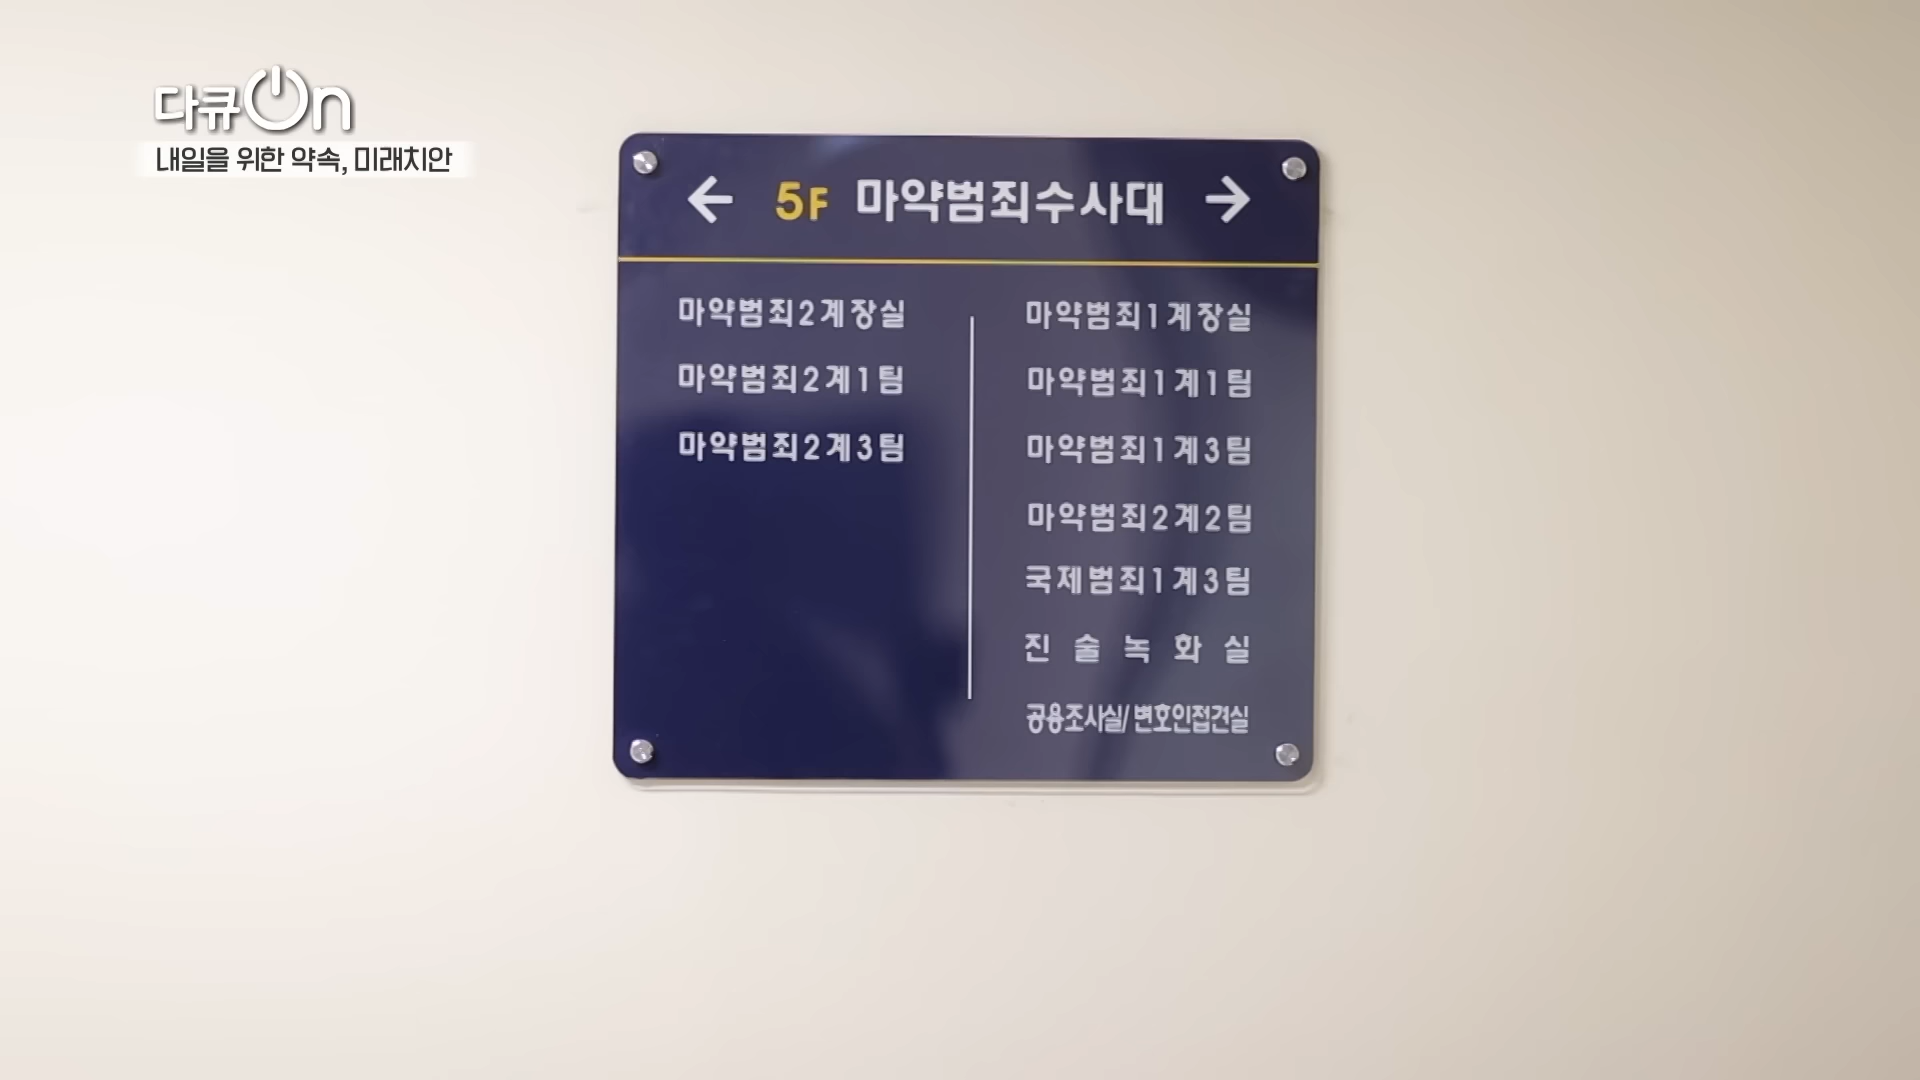 다큐On
내일을 위한 약속, 미래치안
← 5F 마약범죄수사대 →
마약범죄2계장실
마약범죄2계1팀
마약범죄2계3팀
마약범죄1계장실
마약범죄1계1팀
마약범죄1계3팀
마약범죄2계2팀
국제범죄1계3팀
진술녹화실
공용조사실/변호인접견실